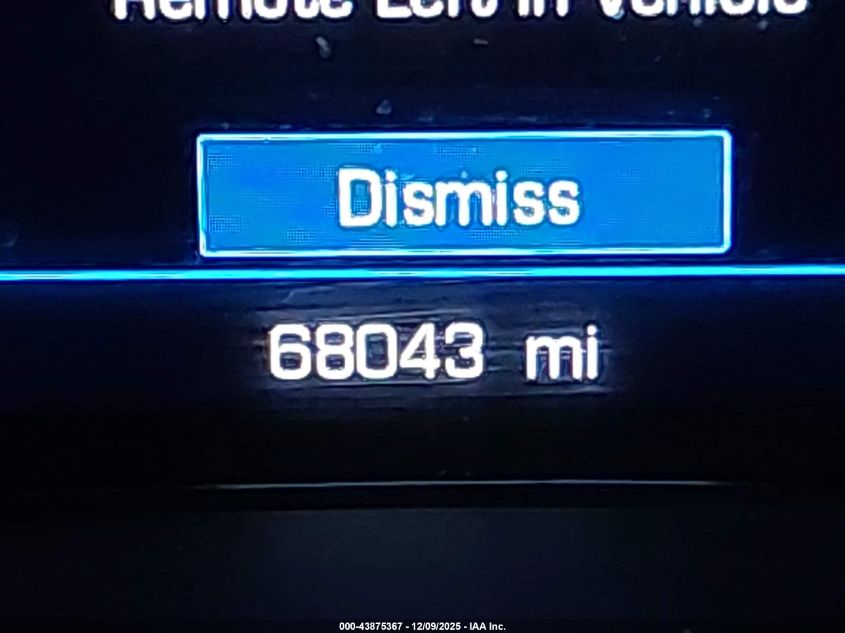 Remote Left in Vehicle
Dismiss
68043 mi
000-43875367 - 12/09/2025 - IAA Inc.